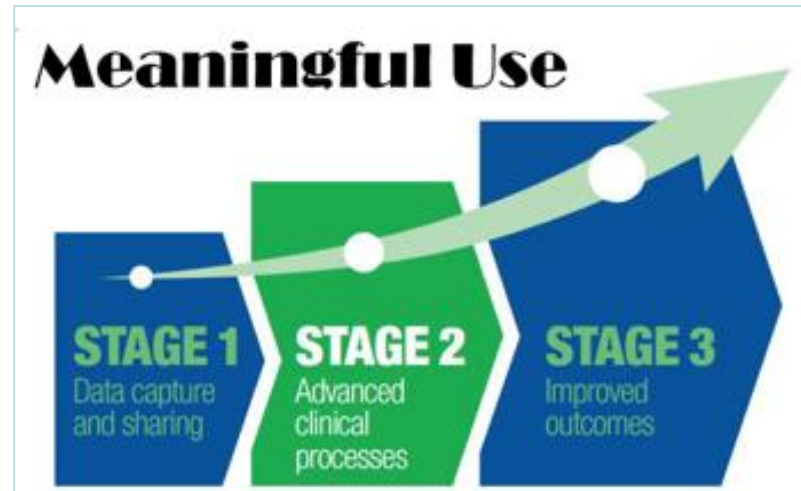 Meaningful Use
STAGE 1
Data capture
and sharing
STAGE 2
Advanced
clinical
processes
STAGE 3
Improved
outcomes